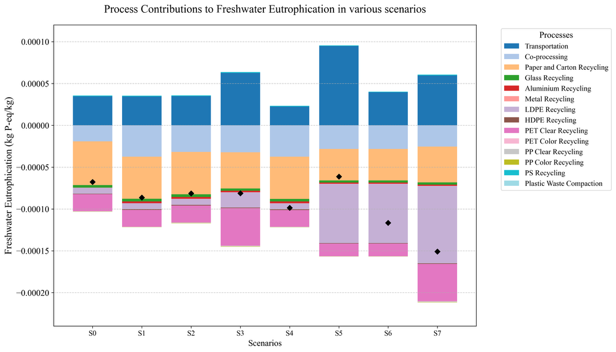 Process Contributions to Freshwater Eutrophication in various scenarios
Freshwater Eutrophication (kg P-eq/kg)
0.00010
0.00005
0.00000
−0.00005
−0.00010
−0.00015
−0.00020
S0 S1 S2 S3 S4 S5 S6 S7
Scenarios
Processes
Transportation
Co-processing
Paper and Carton Recycling
Glass Recycling
Aluminium Recycling
Metal Recycling
LDPE Recycling
HDPE Recycling
PET Clear Recycling
PET Color Recycling
PP Clear Recycling
PP Color Recycling
PS Recycling
Plastic Waste Compaction